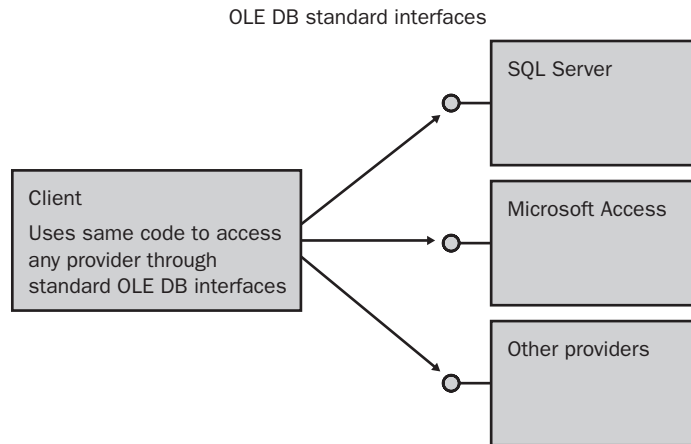 OLE DB standard interfaces
SQL Server
Client
Uses same code to access
any provider through
standard OLE DB interfaces
Microsoft Access
Other providers